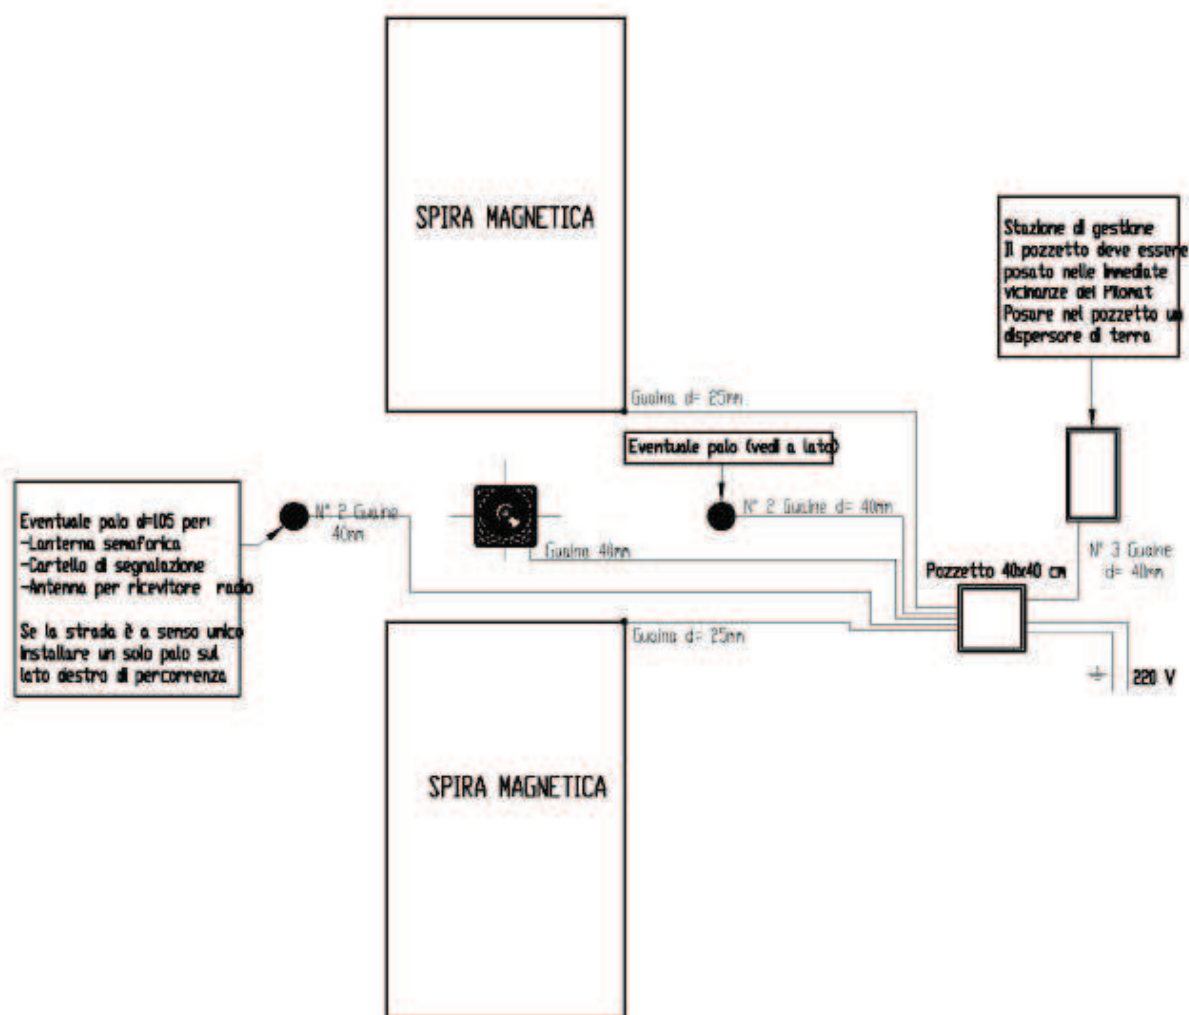 SPIRA MAGNETICA
Stazione di gestione
Il pozzetto deve essere
posato nelle immediate
vicinanze del Pilomat
Posare nel pozzetto un
dispersore di terra
Guaina d= 25mm
Eventuale palo (vedi a lato)
Eventuale palo d=105 per:
-Lanterna semaforica
-Cartello di segnalazione
-Antenna per ricevitore radio
Se la strada è a senso unico
installare un solo palo sul
lato destro di percorrenza
N° 2 Guaine
40mm
N° 2 Guaine d= 40mm
Guaina 40mm
N° 3 Guaine
d= 40mm
Pozzetto 40x40 cm
Guaina d= 25mm
220 V
SPIRA MAGNETICA